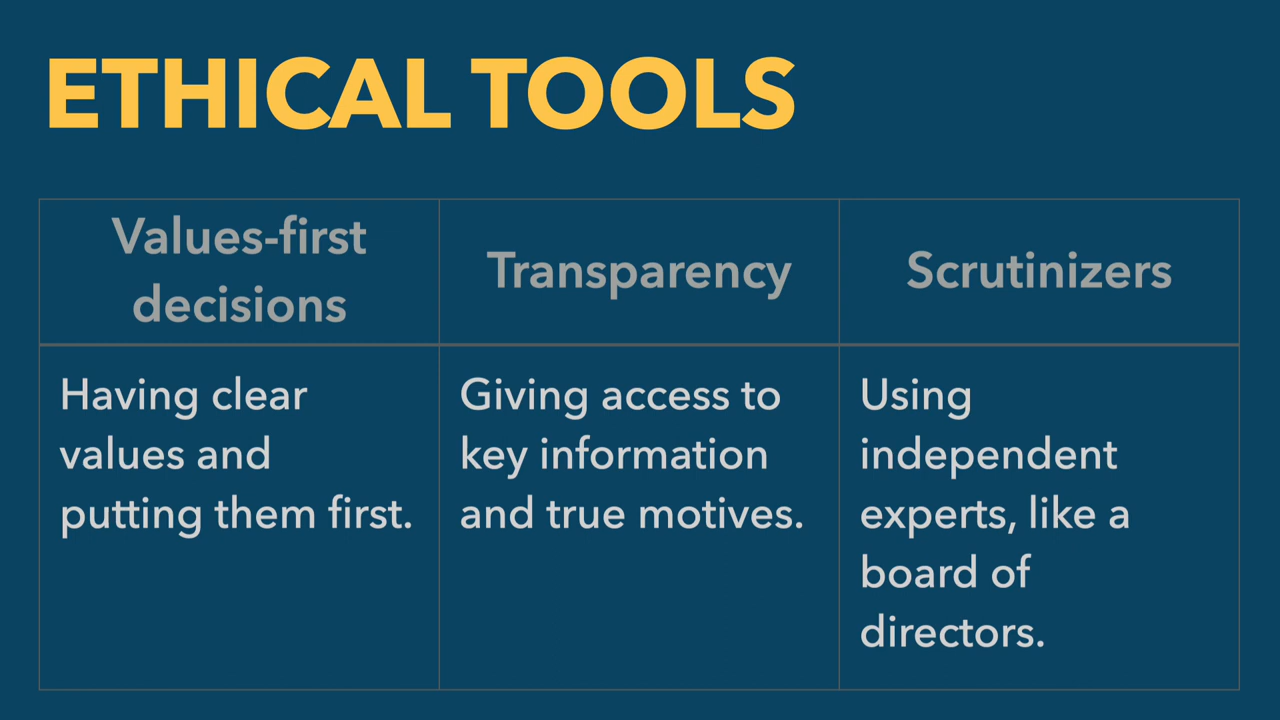 ETHICAL TOOLS
Values-first
decisions
Transparency
Scrutinizers
Having clear
values and
putting them first.
Giving access to
key information
and true motives.
Using
independent
experts, like a
board of
directors.